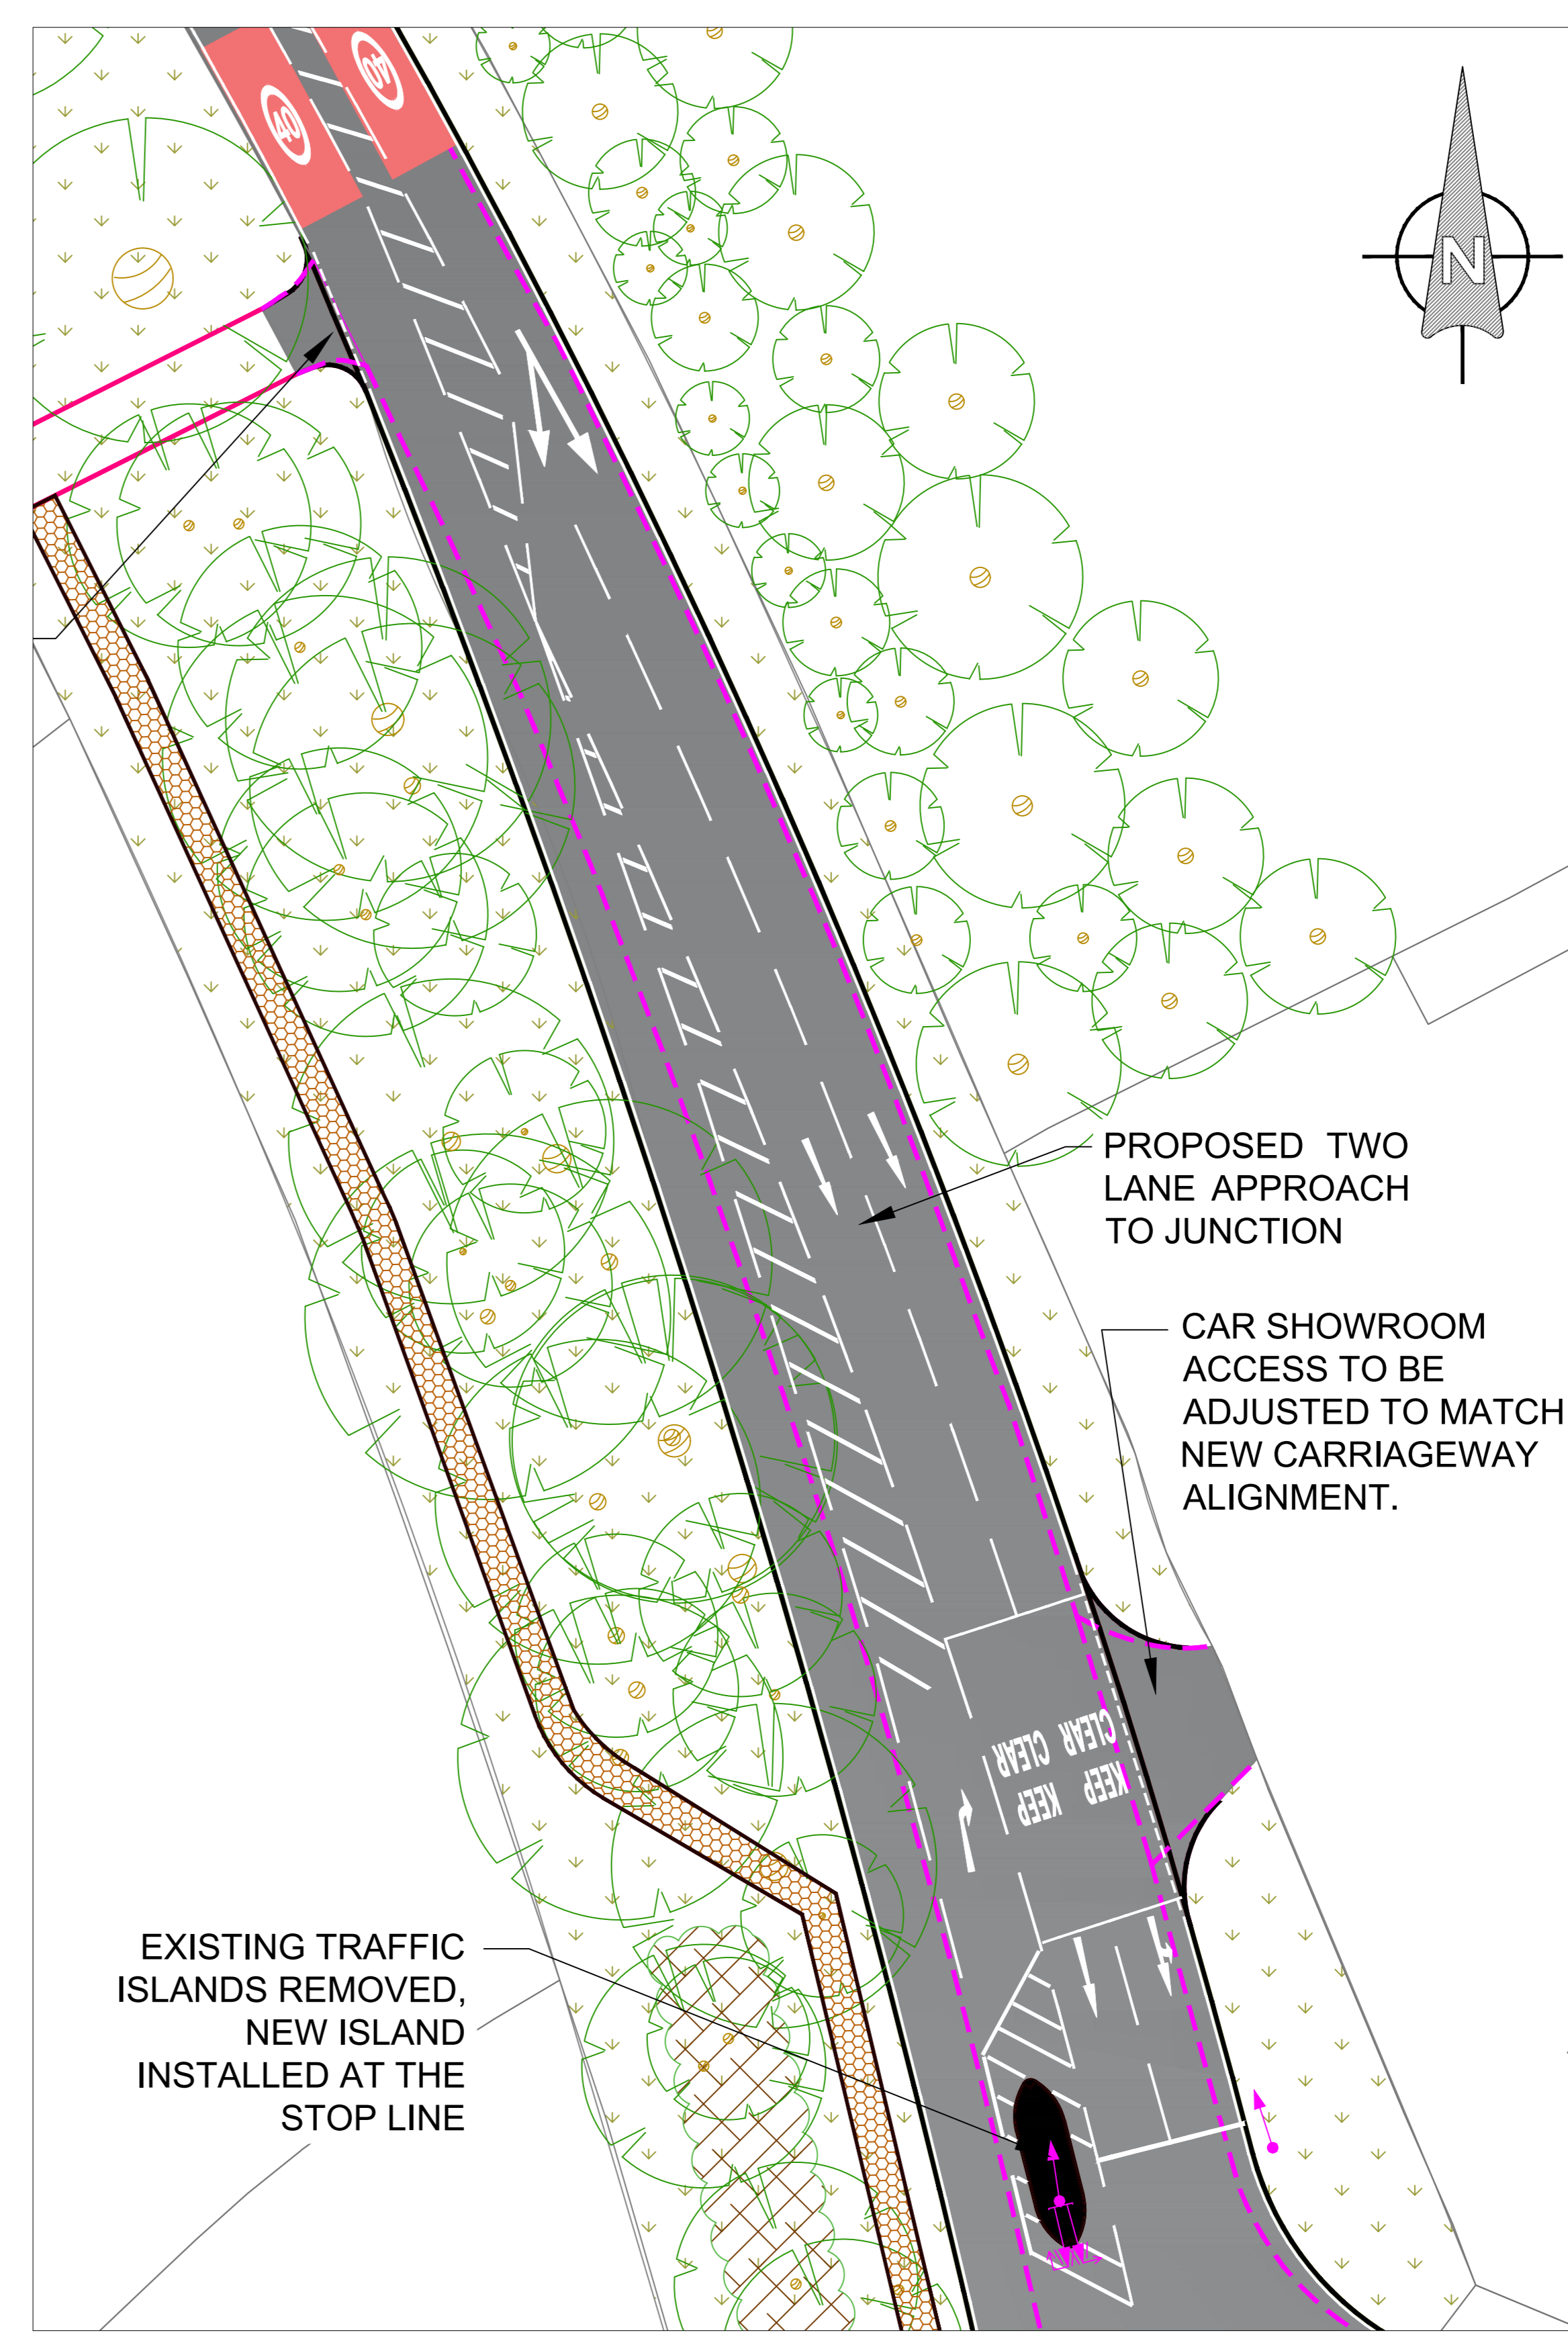 40
40
N
PROPOSED TWO
LANE APPROACH
TO JUNCTION
CAR SHOWROOM
ACCESS TO BE
ADJUSTED TO MATCH
NEW CARRIAGEWAY
ALIGNMENT.
CLEAR CLEAR
KEEP KEEP
EXISTING TRAFFIC
ISLANDS REMOVED,
NEW ISLAND
INSTALLED AT THE
STOP LINE